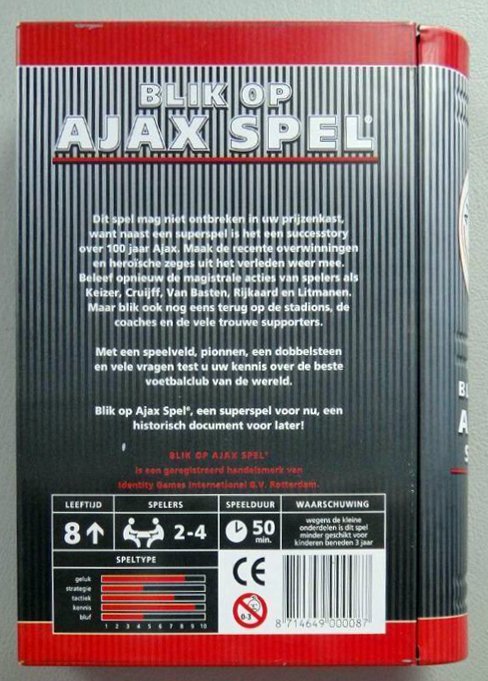 BLIK OP
AJAX SPEL®
Dit spel mag niet ontbreken in uw prijzenkast,
want naast een superspel is het een successtory
over 100 jaar Ajax. Maak de recente overwinningen
en heroïsche zeges uit het verleden weer mee.
Beleef opnieuw de magistrale acties van spelers als
Keizer, Cruijff, Van Basten, Rijkaard en Litmanen.
Maar blik ook nog eens terug op de stadions, de
coaches en de vele trouwe supporters.
Met een speelveld, pionnen, een dobbelsteen
en vele vragen test u uw kennis over de beste
voetbalclub van de wereld.
Blik op Ajax Spel®, een superspel voor nu, een
historisch document voor later!
BLIK OP AJAX SPEL®
is een geregistreerd handelsmerk van
Identity Games International B.V. Rotterdam.
LEEFTIJD SPELERS SPEELDUUR WAARSCHUWING
8 2-4 50 min.
wegens de kleine
onderdelen is dit spel
minder geschikt voor
kinderen beneden 3 jaar
SPELTYPE
geluk
strategie
tactiek
kennis
bluf
1 2 3 4 5 6 7 8 9 10
CE
0-3
8 714649 000087